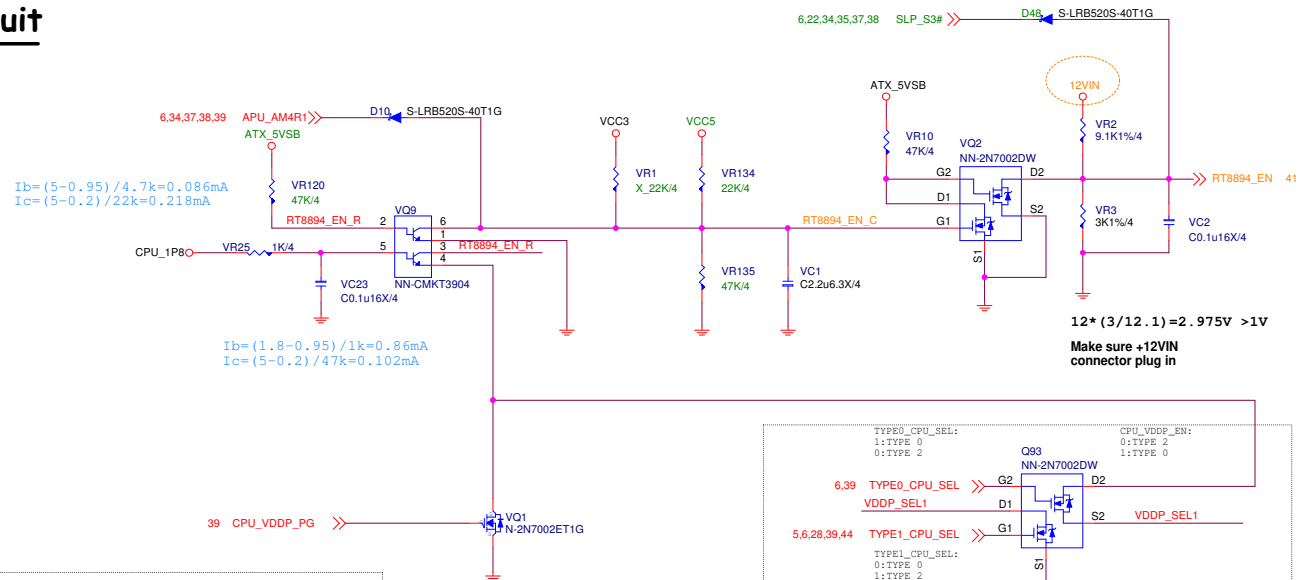 uit
6,22,34,35,37,38 SLP_S3#
D48 S-LRB520S-40T1G
ATX_5VSB
12VIN
6,34,37,38,39 APU_AM4R1
D10 S-LRB520S-40T1G
ATX_5VSB
VCC3
VCC5
VR10
47K/4
VQ2
NN-2N7002DW
VR2
9.1K1%/4
Ib=(5-0.95)/4.7k=0.086mA
Ic=(5-0.2)/22k=0.218mA
VR120
47K/4
VR1
X_22K/4
VR134
22K/4
G2
D2
D1
S2
G1
S1
RT8894_EN 41
VR3
3K1%/4
VC2
C0.1u16X/4
RT8894_EN_R
VQ9
2
6
1
5
3
4
RT8894_EN_R
RT8894_EN_C
CPU_1P8
VR25 1K/4
NN-CMKT3904
VC23
C0.1u16X/4
VR135
47K/4
VC1
C2.2u6.3X/4
12*(3/12.1)=2.975V >1V
Make sure +12VIN
connector plug in
Ib=(1.8-0.95)/1k=0.86mA
Ic=(5-0.2)/47k=0.102mA
TYPE0_CPU_SEL:
1:TYPE 0
0:TYPE 2
CPU_VDDP_EN:
0:TYPE 2
1:TYPE 0
Q93
NN-2N7002DW
6,39 TYPE0_CPU_SEL
G2
D2
VDDP_SEL1
D1
S2
VDDP_SEL1
5,6,28,39,44 TYPE1_CPU_SEL
G1
S1
TYPE1_CPU_SEL:
0:TYPE 0
1:TYPE 2
39 CPU_VDDP_PG
VQ1
N-2N7002ET1G